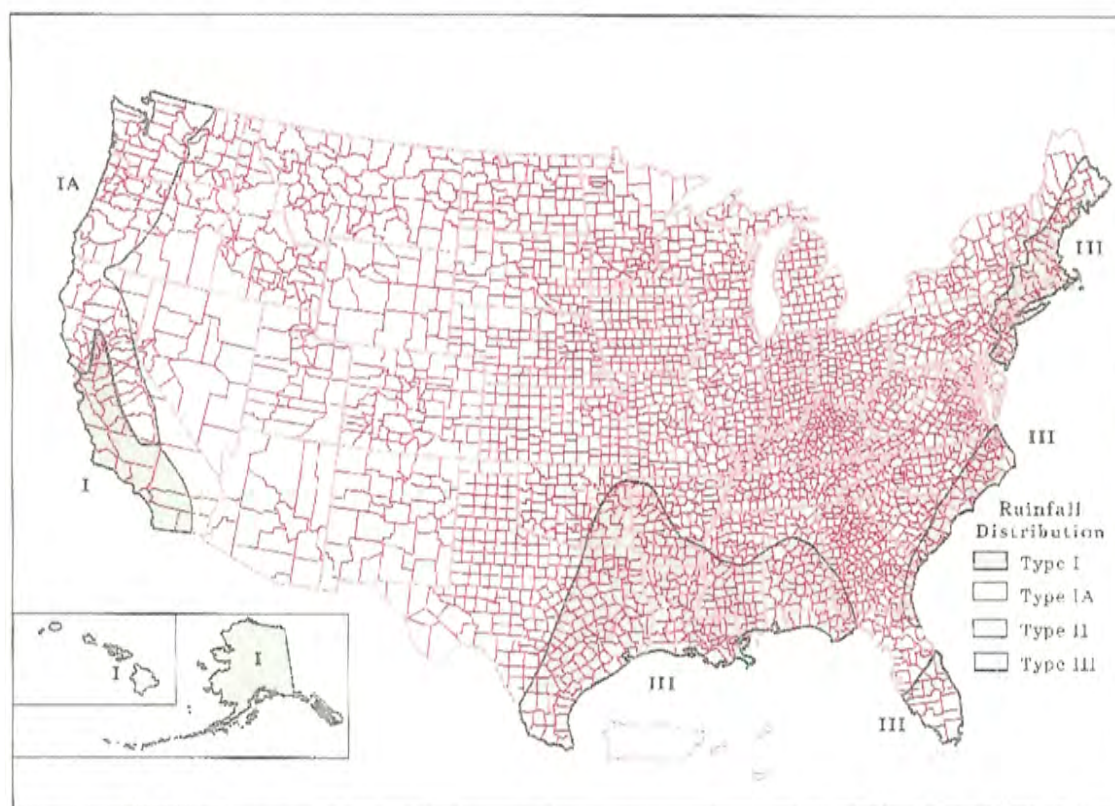 IA
III
III
I
Rainfall
Distribution
Type I
Type IA
Type II
Type III
I
I
III
III